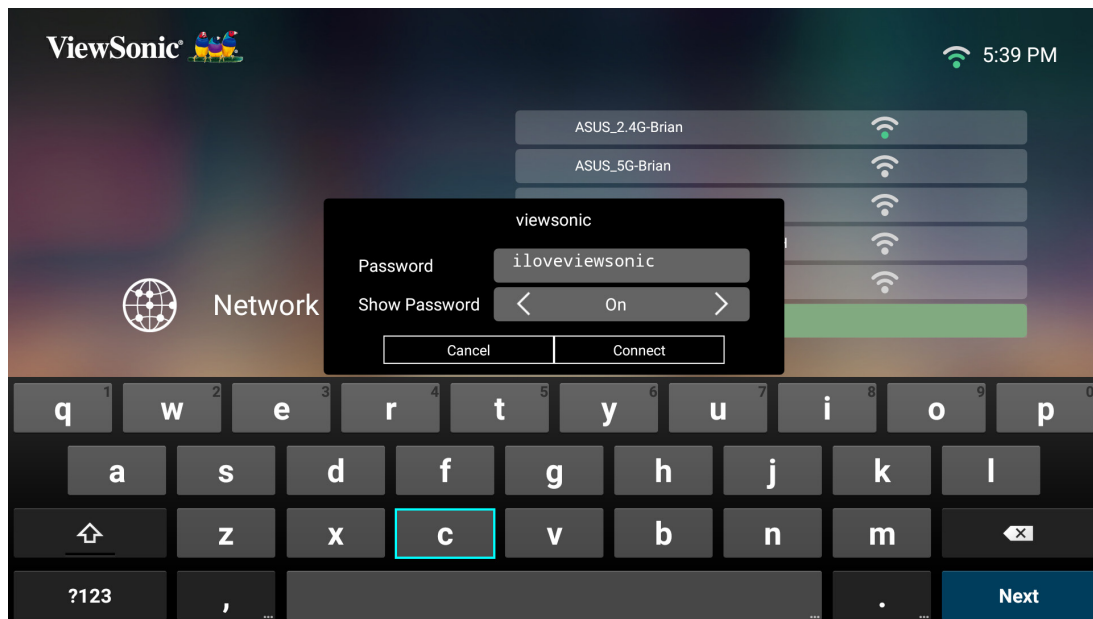 ViewSonic
5:39 PM
ASUS_2.4G-Brian
ASUS_5G-Brian
viewsonic
Password iloveviewsonic
Show Password On
Network
Cancel Connect
q 1 w 2 e 3 r 4 t 5 y 6 u 7 i 8 o 9 p 0
a s d f g h j k l
z x c v b n m
?123 , . Next